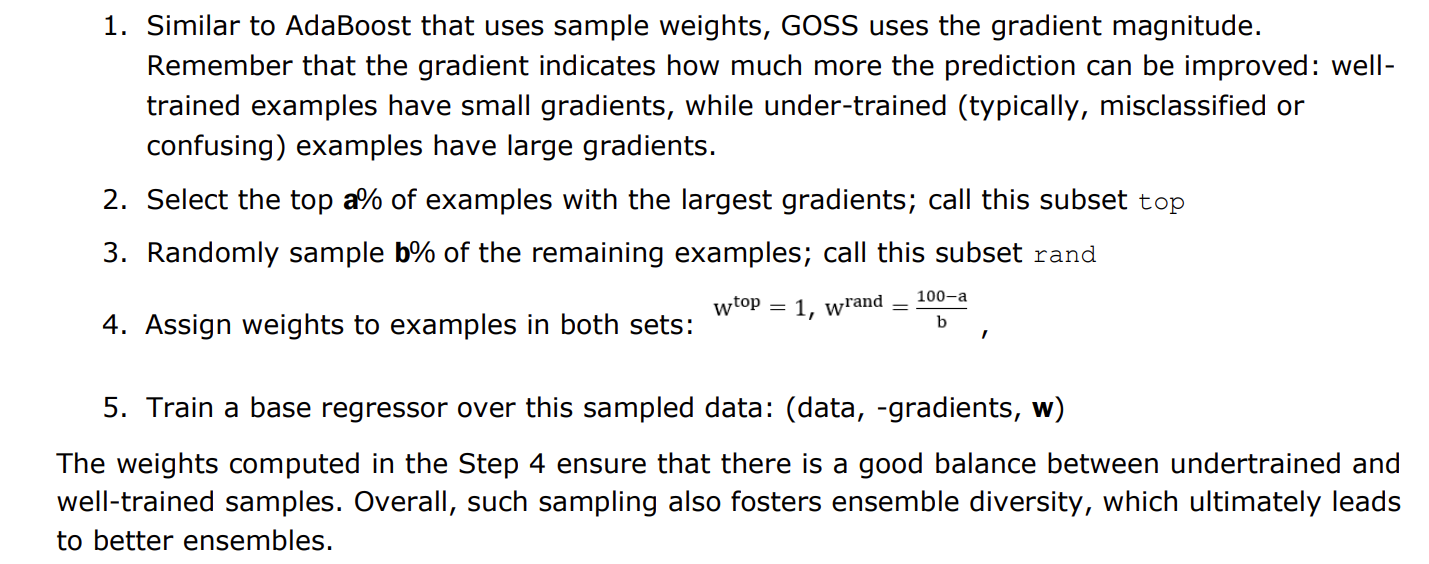 1. Similar to AdaBoost that uses sample weights, GOSS uses the gradient magnitude.
Remember that the gradient indicates how much more the prediction can be improved: well-
trained examples have small gradients, while under-trained (typically, misclassified or
confusing) examples have large gradients.
2. Select the top a% of examples with the largest gradients; call this subset top
3. Randomly sample b% of the remaining examples; call this subset rand
4. Assign weights to examples in both sets: w^top = 1, w^rand = (100−a)/b ,
5. Train a base regressor over this sampled data: (data, -gradients, w)
The weights computed in the Step 4 ensure that there is a good balance between undertrained and
well-trained samples. Overall, such sampling also fosters ensemble diversity, which ultimately leads
to better ensembles.